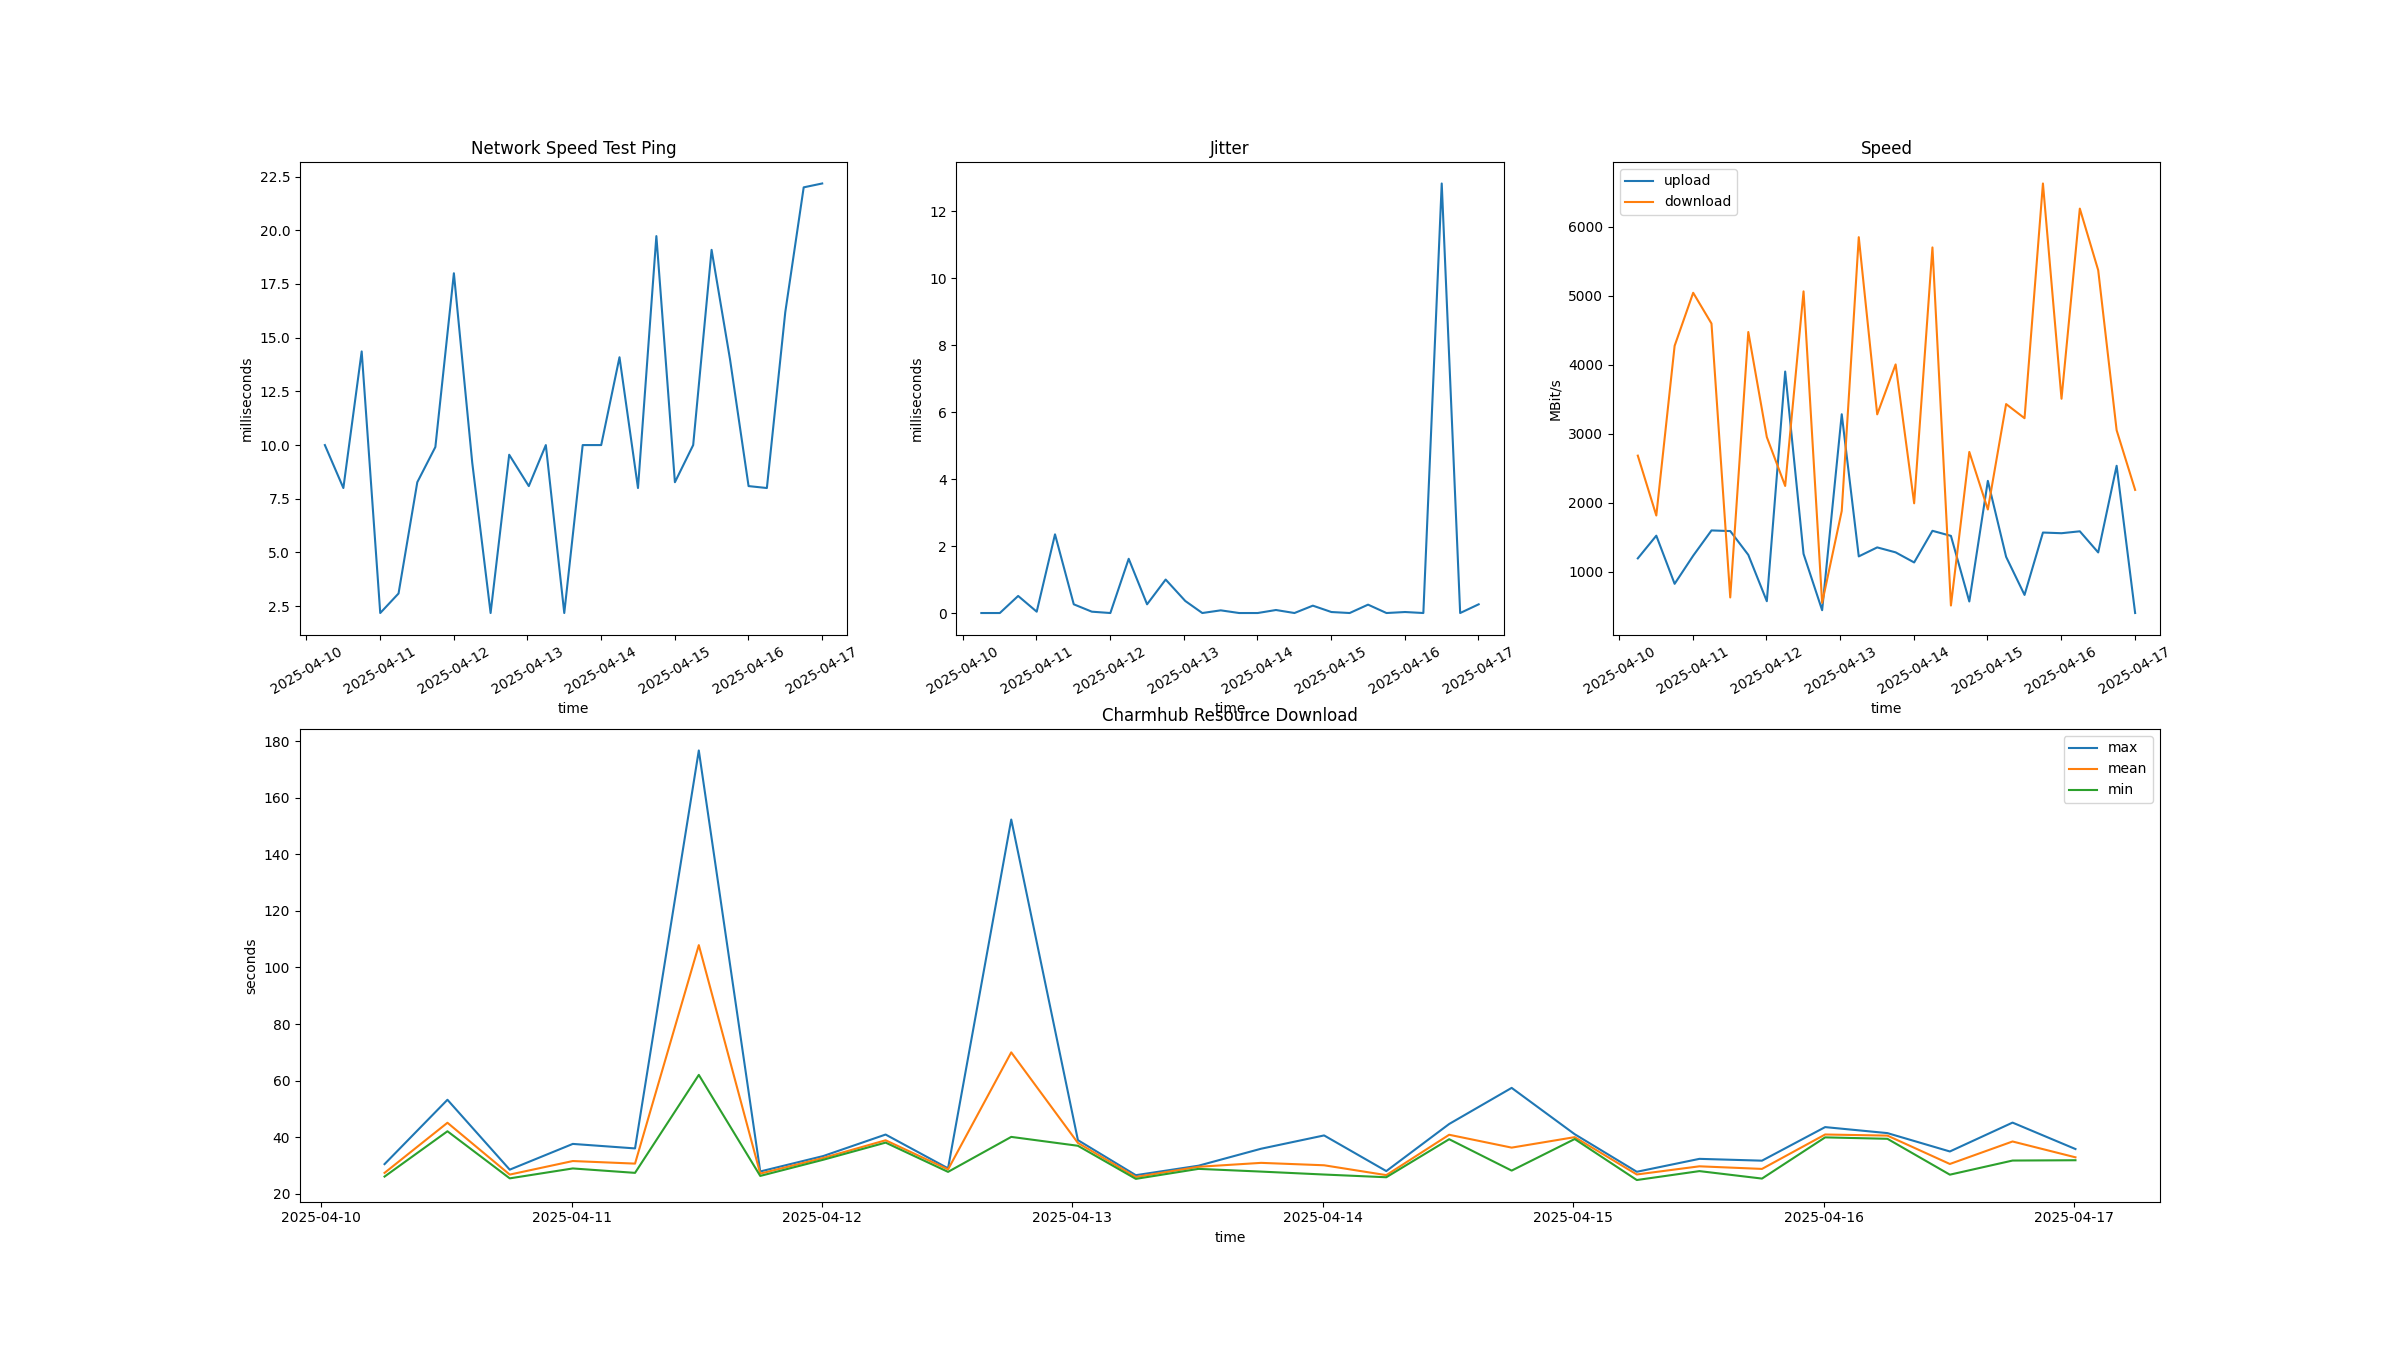 Network Speed Test Ping
22.5
20.0
17.5
15.0
12.5
10.0
7.5
5.0
2.5
milliseconds
2025-04-10 2025-04-11 2025-04-12 2025-04-13 2025-04-14 2025-04-15 2025-04-16 2025-04-17
time
Jitter
12
10
8
6
4
2
0
milliseconds
2025-04-10 2025-04-11 2025-04-12 2025-04-13 2025-04-14 2025-04-15 2025-04-16 2025-04-17
time
Speed
upload
download
6000
5000
4000
3000
2000
1000
MBit/s
2025-04-10 2025-04-11 2025-04-12 2025-04-13 2025-04-14 2025-04-15 2025-04-16 2025-04-17
time
Charmhub Resource Download
max
mean
min
180
160
140
120
100
80
60
40
20
seconds
2025-04-10 2025-04-11 2025-04-12 2025-04-13 2025-04-14 2025-04-15 2025-04-16 2025-04-17
time